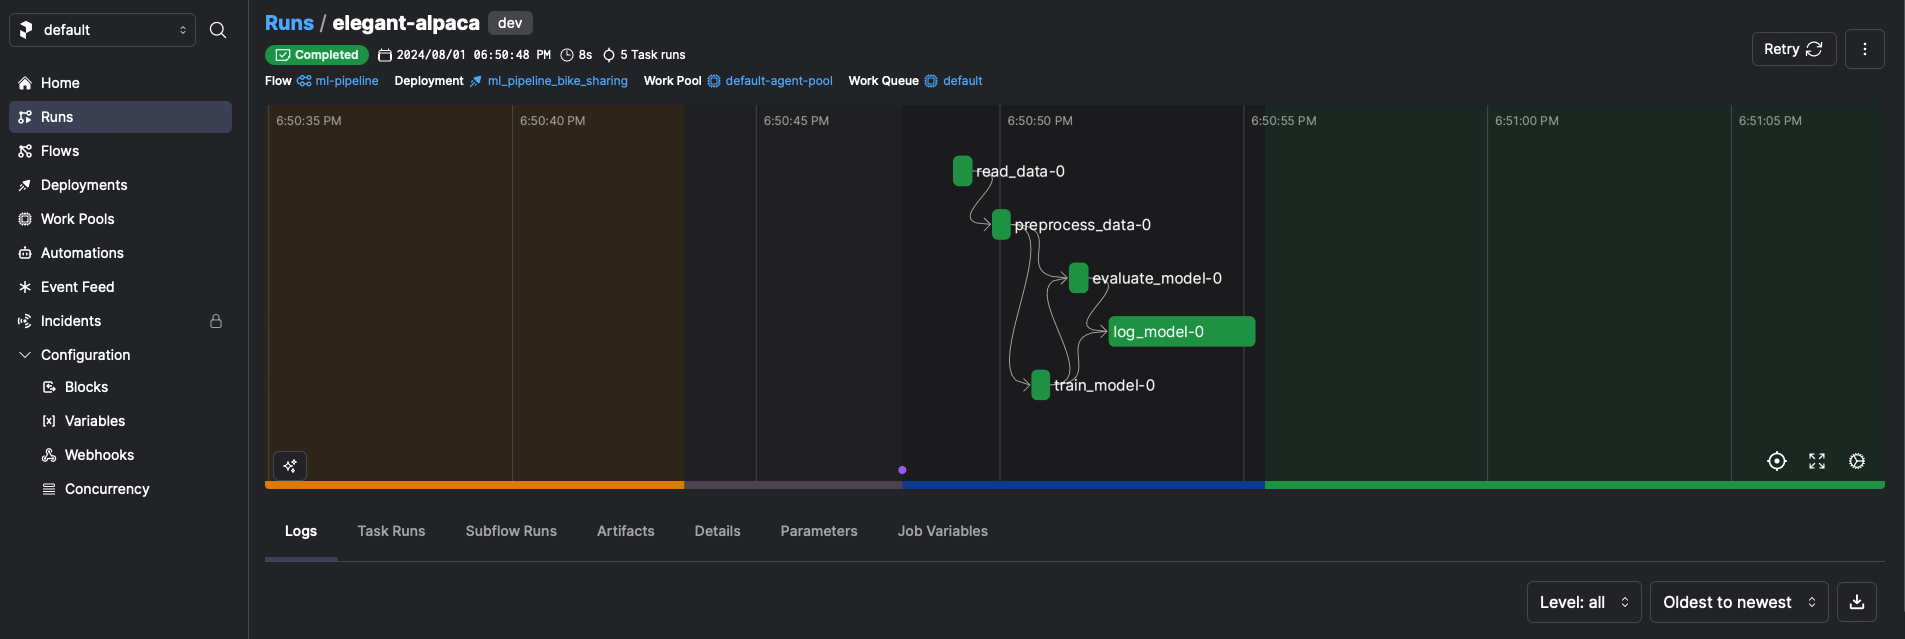 default
Home
Runs
Flows
Deployments
Work Pools
Automations
Event Feed
Incidents
Configuration
Blocks
Variables
Webhooks
Concurrency
Runs / elegant-alpaca dev
Completed 2024/08/01 06:50:48 PM 8s 5 Task runs
Flow ml-pipeline Deployment ml_pipeline_bike_sharing Work Pool default-agent-pool Work Queue default
Retry
6:50:35 PM 6:50:40 PM 6:50:45 PM 6:50:50 PM 6:50:55 PM 6:51:00 PM 6:51:05 PM
read_data-0
preprocess_data-0
evaluate_model-0
log_model-0
train_model-0
Logs Task Runs Subflow Runs Artifacts Details Parameters Job Variables
Level: all Oldest to newest